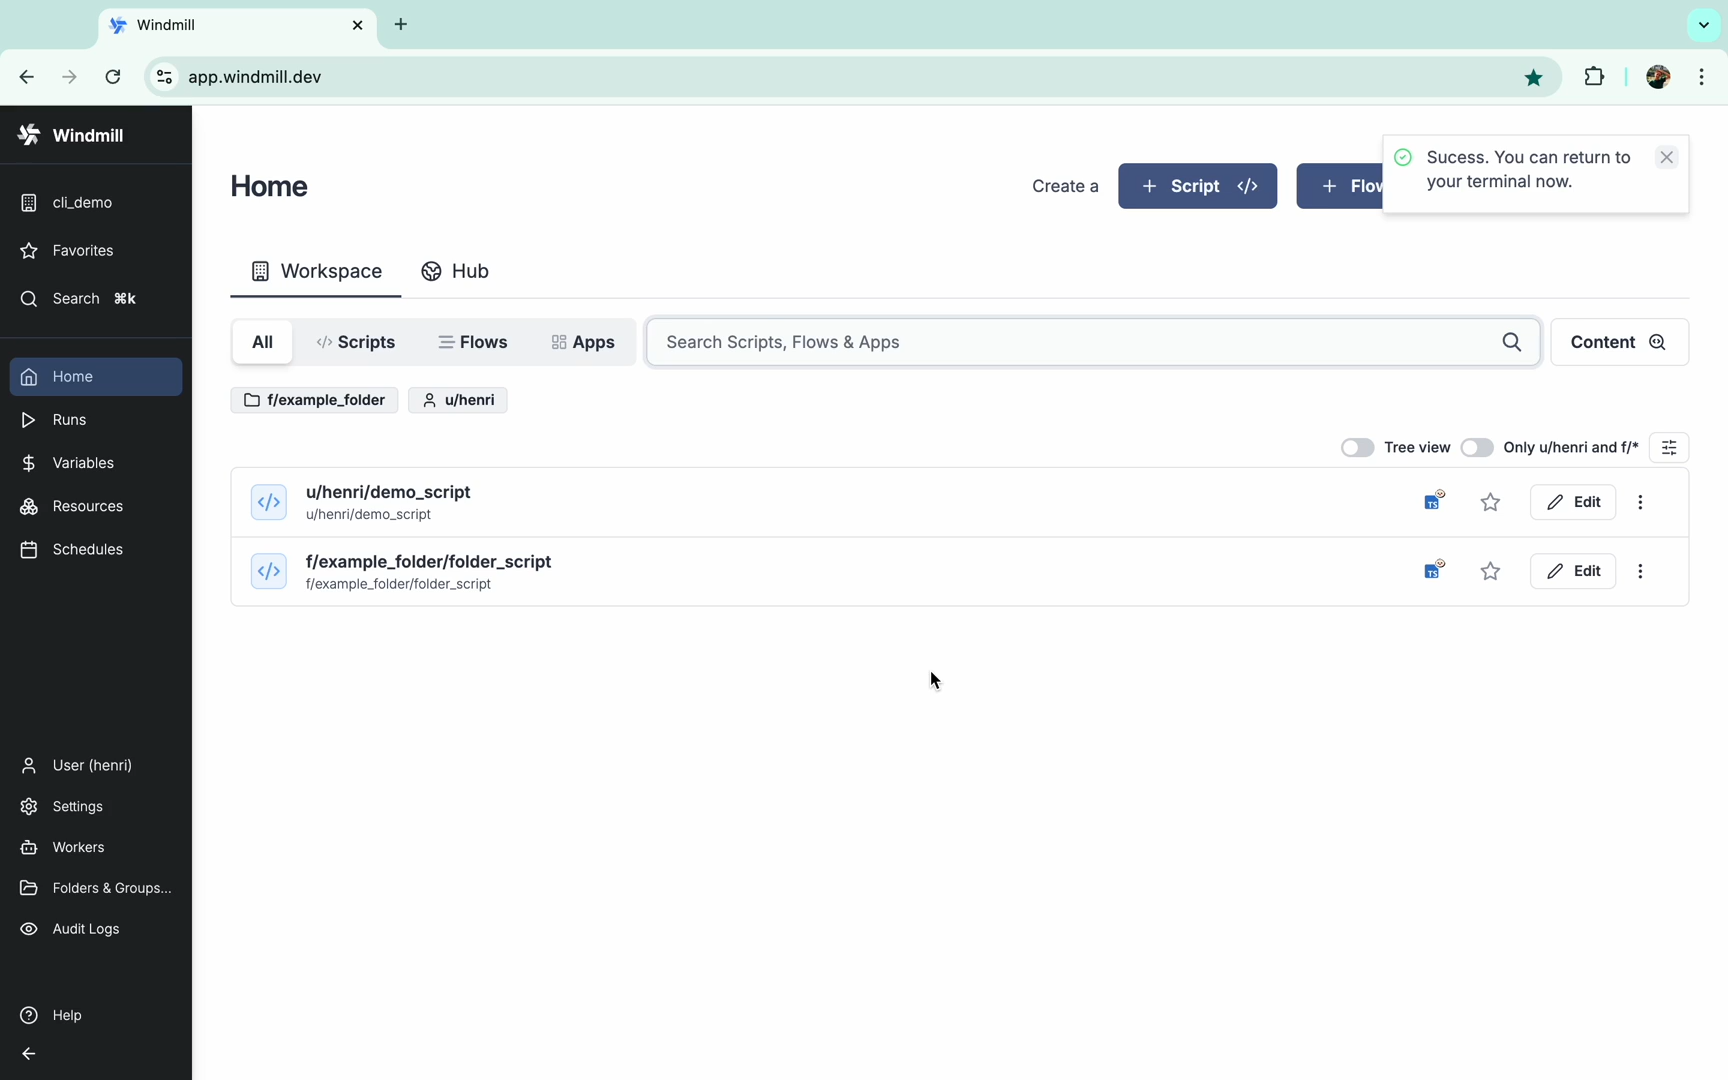 Windmill
app.windmill.dev
Windmill
cli_demo
Favorites
Search ⌘k
Home
Runs
Variables
Resources
Schedules
User (henri)
Settings
Workers
Folders & Groups...
Audit Logs
Help
Home
Create a
+ Script </>
+ Flow
Sucess. You can return to
your terminal now.
Workspace
Hub
All
Scripts
Flows
Apps
Search Scripts, Flows & Apps
Content
f/example_folder
u/henri
Tree view
Only u/henri and f/*
u/henri/demo_script
u/henri/demo_script
TS
Edit
f/example_folder/folder_script
f/example_folder/folder_script
TS
Edit